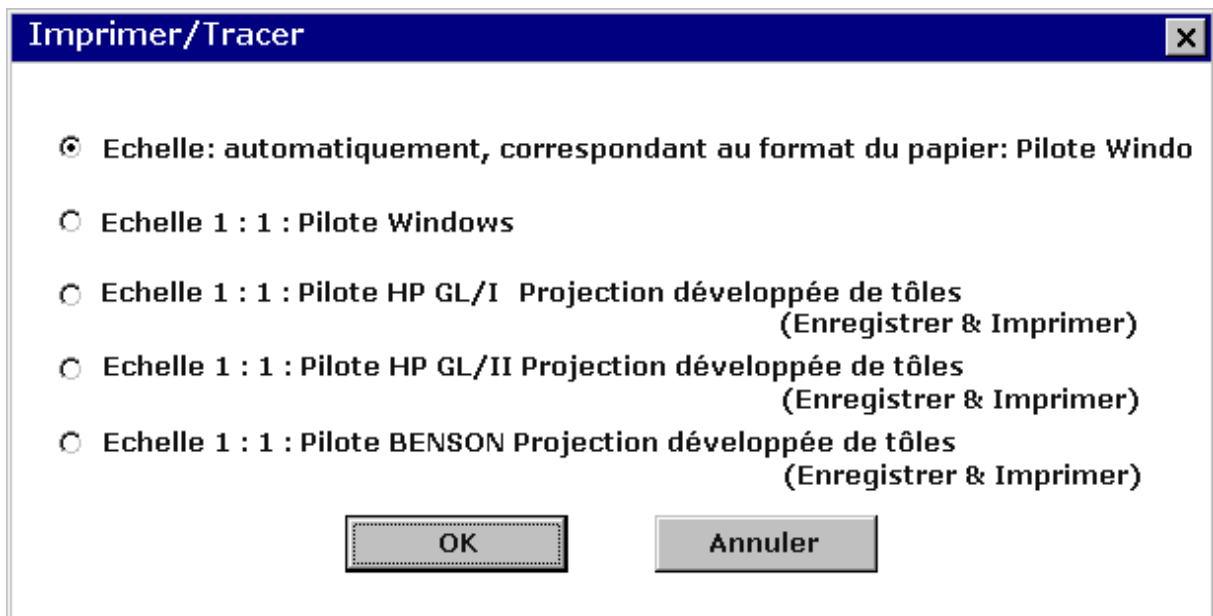 Imprimer/Tracer
Echelle: automatiquement, correspondant au format du papier: Pilote Windo
Echelle 1 : 1 : Pilote Windows
Echelle 1 : 1 : Pilote HP GL/I Projection développée de tôles
(Enregistrer & Imprimer)
Echelle 1 : 1 : Pilote HP GL/II Projection développée de tôles
(Enregistrer & Imprimer)
Echelle 1 : 1 : Pilote BENSON Projection développée de tôles
(Enregistrer & Imprimer)
OK Annuler